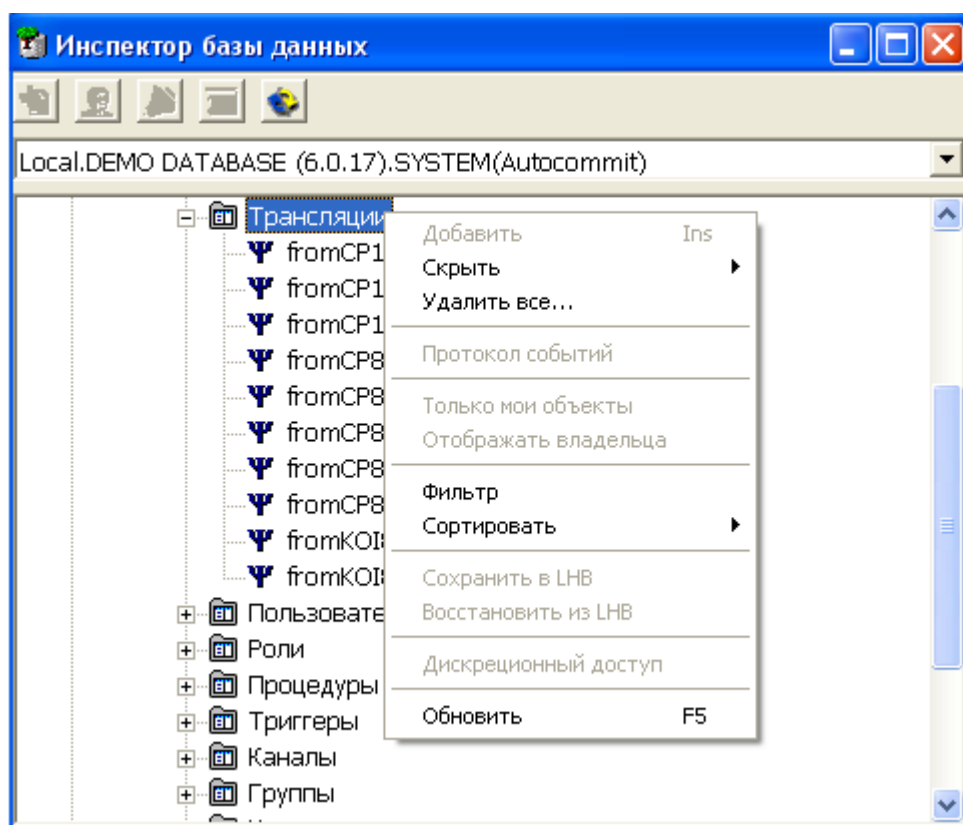 Инспектор базы данных
Local.DEMO DATABASE (6.0.17).SYSTEM(Autocommit)
Трансляции
fromCP1
fromCP1
fromCP1
fromCP8
fromCP8
fromCP8
fromCP8
fromCP8
fromKOI8
fromKOI8
Пользовате
Роли
Процедуры
Триггеры
Каналы
Группы
Добавить Ins
Скрыть
Удалить все...
Протокол событий
Только мои объекты
Отображать владельца
Фильтр
Сортировать
Сохранить в LHB
Восстановить из LHB
Дискреционный доступ
Обновить F5